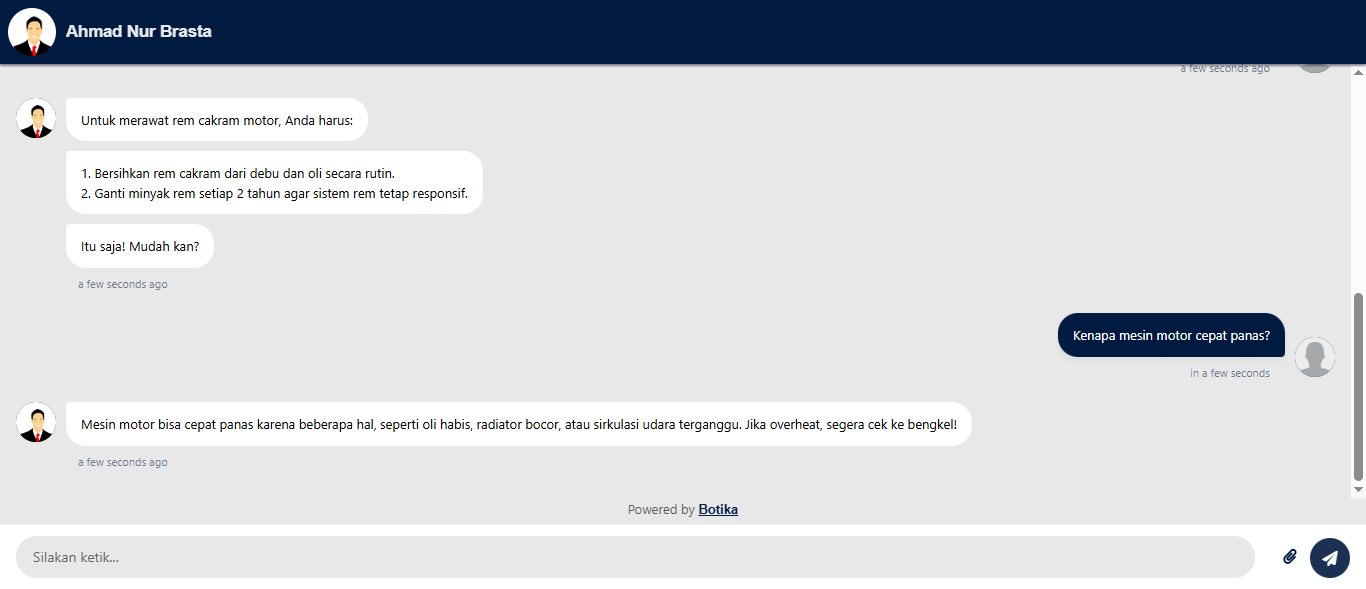 Ahmad Nur Brasta
a few seconds ago
Untuk merawat rem cakram motor, Anda harus:
1. Bersihkan rem cakram dari debu dan oli secara rutin.
2. Ganti minyak rem setiap 2 tahun agar sistem rem tetap responsif.
Itu saja! Mudah kan?
a few seconds ago
Kenapa mesin motor cepat panas?
in a few seconds
Mesin motor bisa cepat panas karena beberapa hal, seperti oli habis, radiator bocor, atau sirkulasi udara terganggu. Jika overheat, segera cek ke bengkel!
a few seconds ago
Powered by Botika
Silakan ketik...